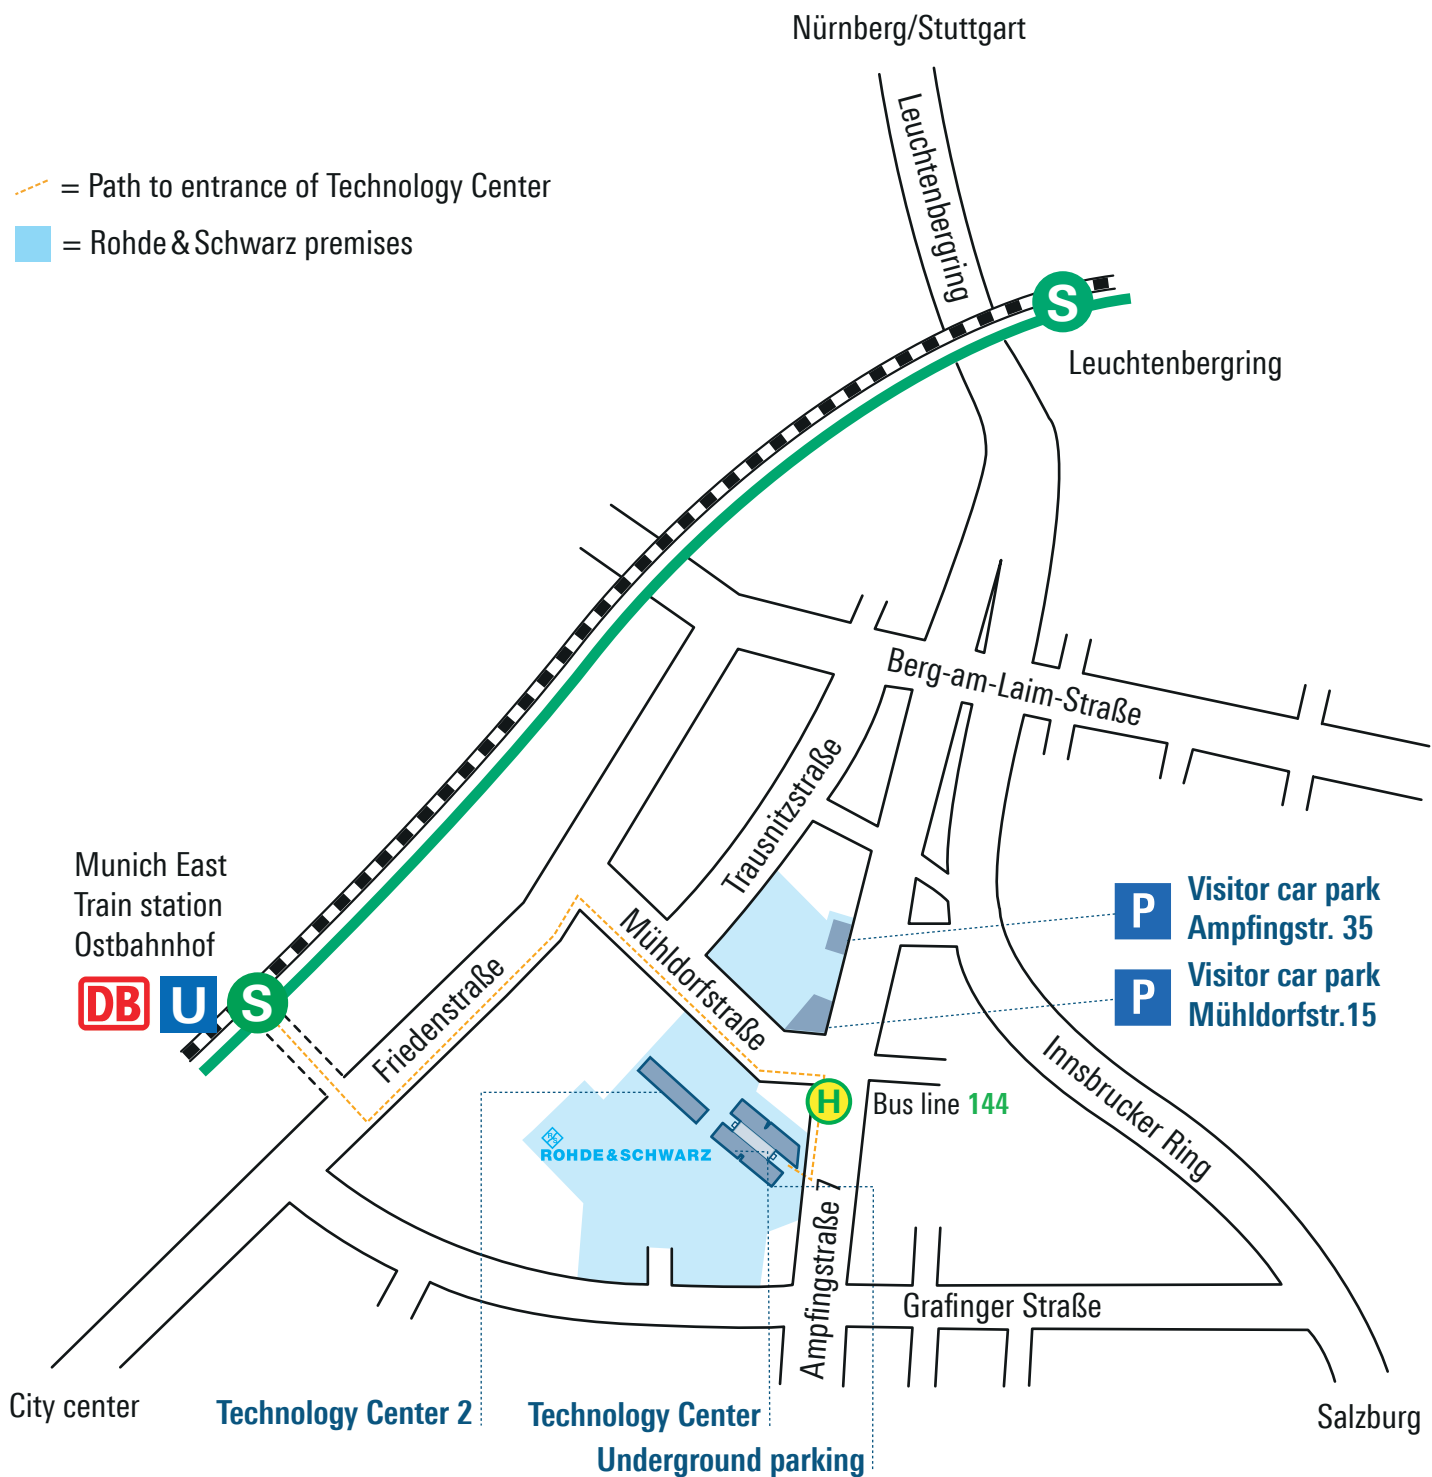 Nürnberg/Stuttgart
Leuchtenbergring
= Path to entrance of Technology Center
= Rohde & Schwarz premises
S
Leuchtenbergring
Berg-am-Laim-Straße
Trausnitzstraße
Munich East
Train station
Ostbahnhof
DB
U
S
P
Visitor car park
Ampfingstr. 35
P
Visitor car park
Mühldorfstr.15
Mühldorfstraße
Friedenstraße
Innsbrucker Ring
H
Bus line 144
R&S
ROHDE & SCHWARZ
Ampfingstraße 7
Grafinger Straße
City center
Technology Center 2
Technology Center
Underground parking
Salzburg